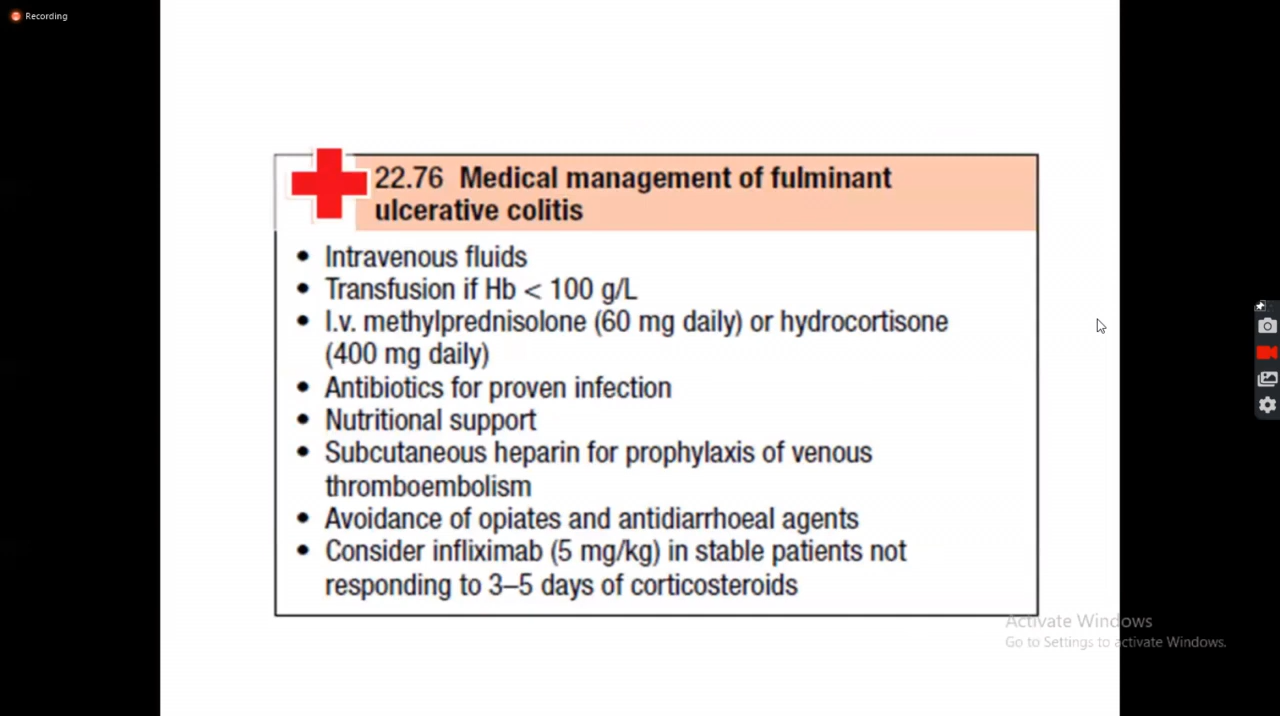 Recording
22.76 Medical management of fulminant
ulcerative colitis
• Intravenous fluids
• Transfusion if Hb < 100 g/L
• I.v. methylprednisolone (60 mg daily) or hydrocortisone
(400 mg daily)
• Antibiotics for proven infection
• Nutritional support
• Subcutaneous heparin for prophylaxis of venous
thromboembolism
• Avoidance of opiates and antidiarrhoeal agents
• Consider infliximab (5 mg/kg) in stable patients not
responding to 3–5 days of corticosteroids
Activate Windows
Go to Settings to activate Windows.